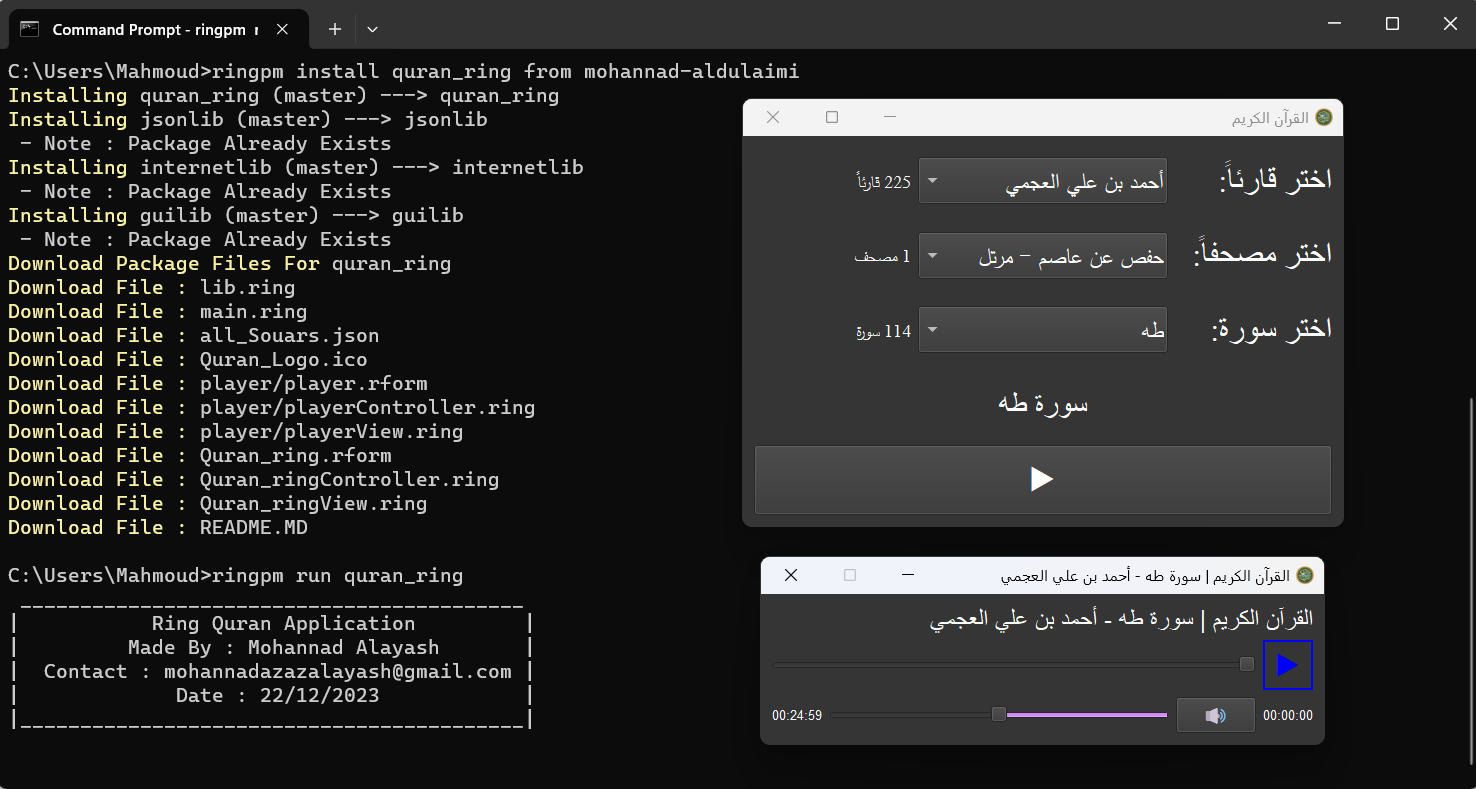 Command Prompt - ringpm r
C:\Users\Mahmoud>ringpm install quran_ring from mohannad-aldulaimi
Installing quran_ring (master) ---> quran_ring
Installing jsonlib (master) ---> jsonlib
- Note : Package Already Exists
Installing internetlib (master) ---> internetlib
- Note : Package Already Exists
Installing guilib (master) ---> guilib
- Note : Package Already Exists
Download Package Files For quran_ring
Download File : lib.ring
Download File : main.ring
Download File : all_Souars.json
Download File : Quran_Logo.ico
Download File : player/player.rform
Download File : player/playerController.ring
Download File : player/playerView.ring
Download File : Quran_ring.rform
Download File : Quran_ringController.ring
Download File : Quran_ringView.ring
Download File : README.MD
C:\Users\Mahmoud>ringpm run quran_ring
Ring Quran Application
Made By : Mohannad Alayash
Contact : mohannadazazalayash@gmail.com
Date : 22/12/2023
القرآن الكريم
اختر قارئاً: أحمد بن علي العجمي 225 قارئاً
اختر مصحفاً: حفص عن عاصم - مرتل 1 مصحف
اختر سورة: طه 114 سورة
سورة طه
القرآن الكريم | سورة طه - أحمد بن علي العجمي
القرآن الكريم | سورة طه - أحمد بن علي العجمي
00:24:59 00:00:00